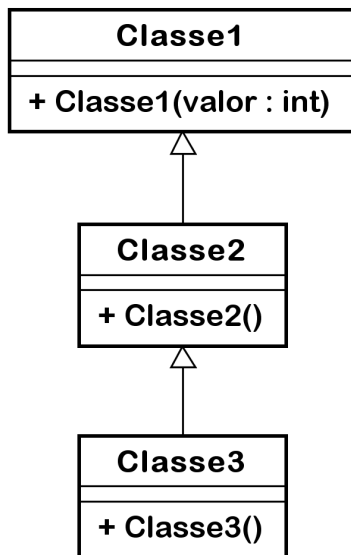 Classe1
+ Classe1(valor : int)
Classe2
+ Classe2()
Classe3
+ Classe3()